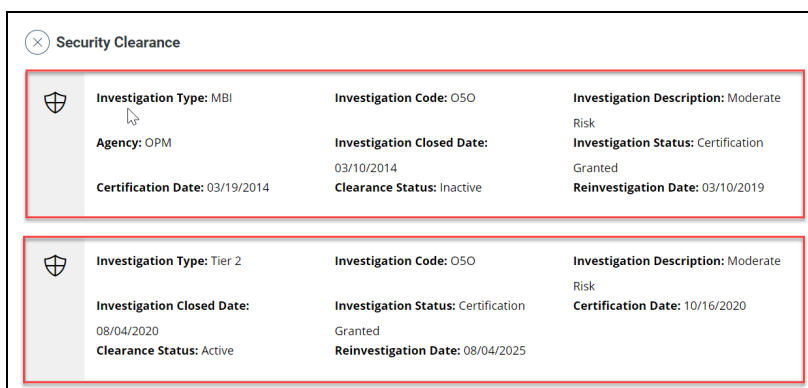 Security Clearance
Investigation Type: MBI Investigation Code: O5O Investigation Description: Moderate
Risk
Agency: OPM Investigation Closed Date: Investigation Status: Certification
03/10/2014 Granted
Certification Date: 03/19/2014 Clearance Status: Inactive Reinvestigation Date: 03/10/2019
Investigation Type: Tier 2 Investigation Code: O5O Investigation Description: Moderate
Risk
Investigation Closed Date: Investigation Status: Certification Certification Date: 10/16/2020
08/04/2020 Granted
Clearance Status: Active Reinvestigation Date: 08/04/2025